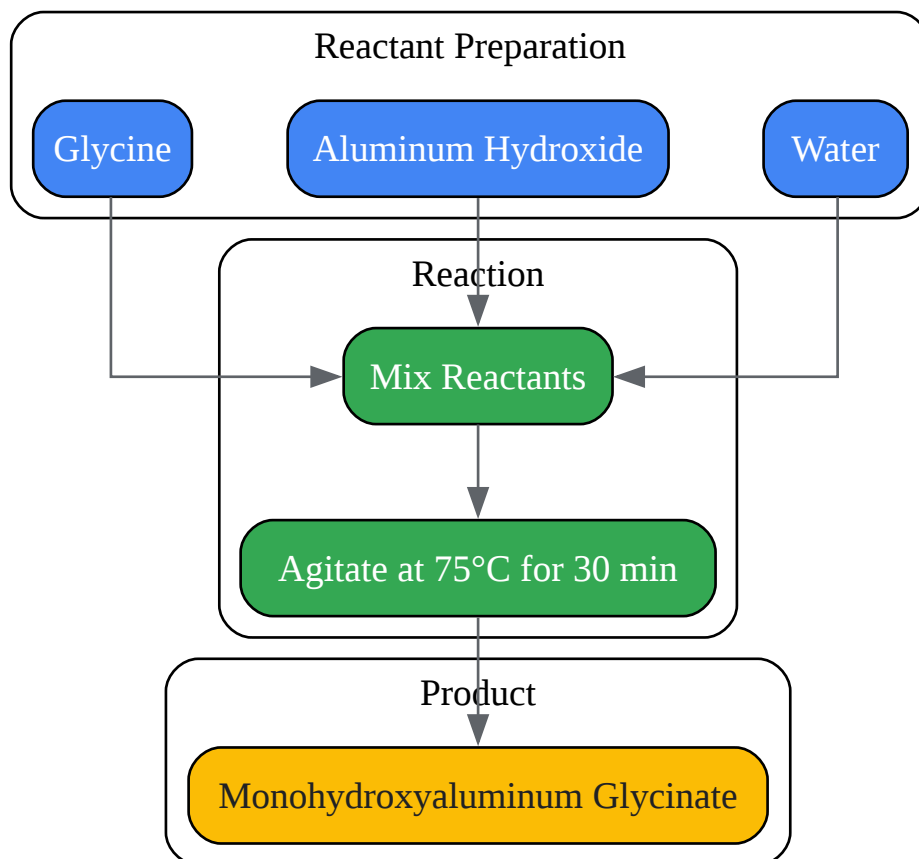 Reactant Preparation
Glycine
Aluminum Hydroxide
Water
Reaction
Mix Reactants
Agitate at 75°C for 30 min
Product
Monohydroxyaluminum Glycinate